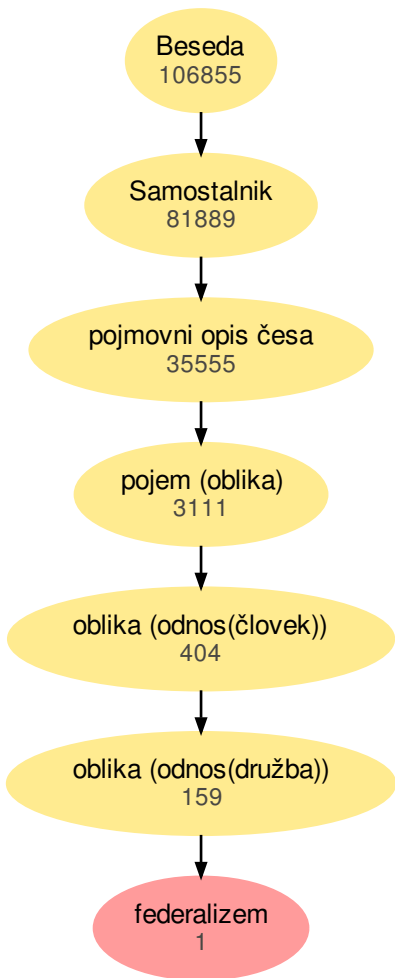 Beseda
106855
Samostalnik
81889
pojmovni opis česa
35555
pojem (oblika)
3111
oblika (odnos(človek))
404
oblika (odnos(družba))
159
federalizem
1